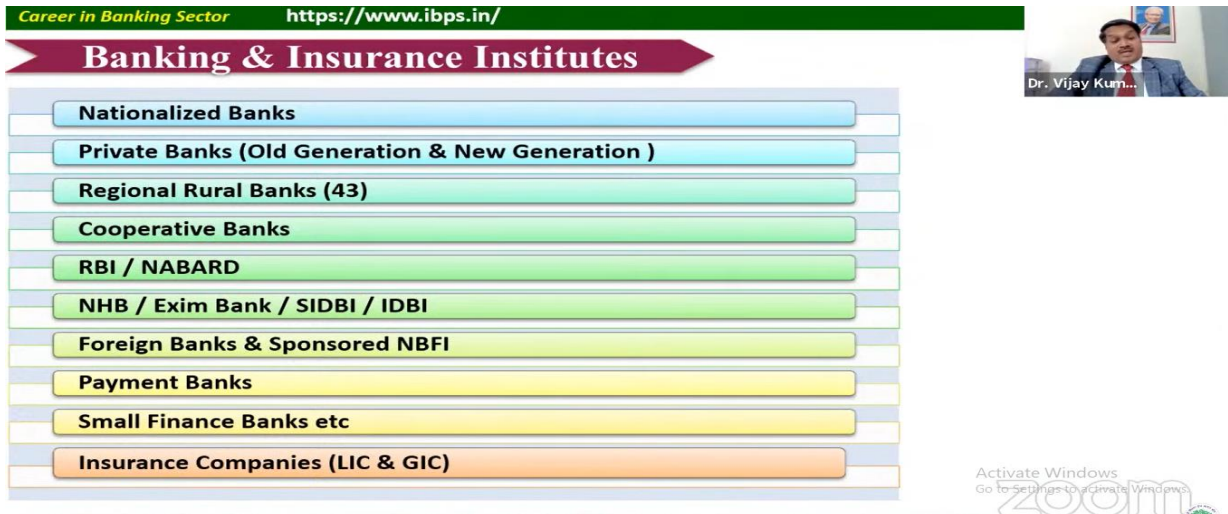 Career in Banking Sector https://www.ibps.in/
Banking & Insurance Institutes
Dr. Vijay Kum...
Nationalized Banks
Private Banks (Old Generation & New Generation )
Regional Rural Banks (43)
Cooperative Banks
RBI / NABARD
NHB / Exim Bank / SIDBI / IDBI
Foreign Banks & Sponsored NBFI
Payment Banks
Small Finance Banks etc
Insurance Companies (LIC & GIC)
Activate Windows
Go to Settings to activate Windows.
zoom